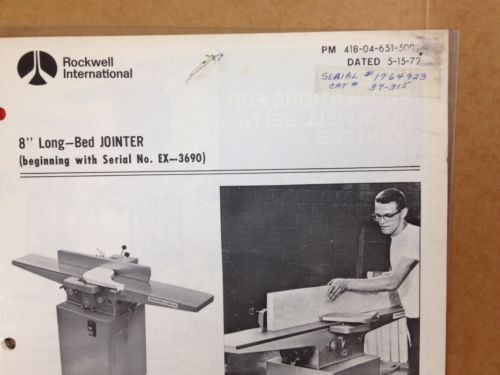 Rockwell
International
PM 418-04-651-500
DATED 5-15-72
SERIAL # 1764923
CAT # 37-315
8" Long-Bed JOINTER
(beginning with Serial No. EX-3690)